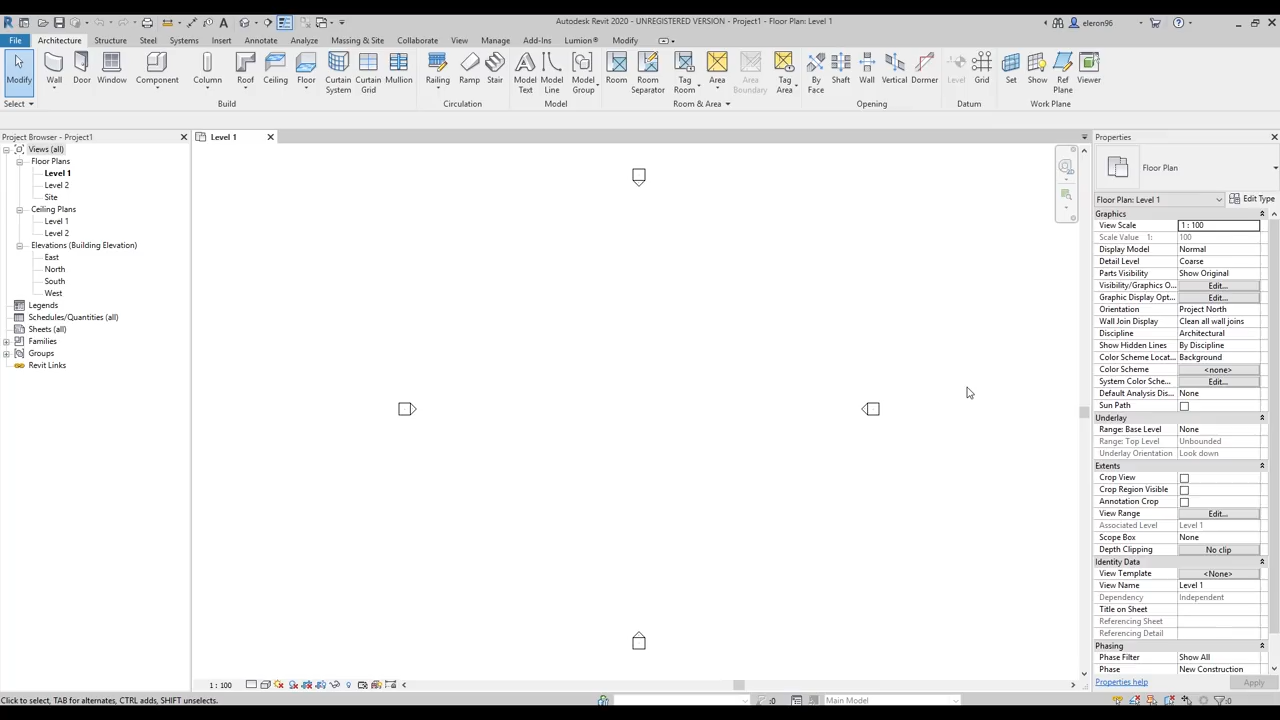 Autodesk Revit 2020 - UNREGISTERED VERSION - Project1 - Floor Plan: Level 1
eleron96
File Architecture Structure Steel Systems Insert Annotate Analyze Massing & Site Collaborate View Manage Add-Ins Lumion® Modify
Modify Wall Door Window Component Column Roof Ceiling Floor Curtain System Curtain Grid Mullion Railing Ramp Stair Model Text Model Line Model Group Room Room Separator Tag Room Area Area Boundary Tag Area By Face Shaft Wall Vertical Dormer Level Grid Set Show Ref Plane Viewer
Select Build Circulation Model Room & Area Opening Datum Work Plane
Project Browser - Project1
Views (all)
Floor Plans
Level 1
Level 2
Site
Ceiling Plans
Level 1
Level 2
Elevations (Building Elevation)
East
North
South
West
Legends
Schedules/Quantities (all)
Sheets (all)
Families
Groups
Revit Links
Level 1
1 : 100
Properties
Floor Plan
Floor Plan: Level 1 Edit Type
Graphics
View Scale 1 : 100
Scale Value 1: 100
Display Model Normal
Detail Level Coarse
Parts Visibility Show Original
Visibility/Graphics O... Edit...
Graphic Display Opt... Edit...
Orientation Project North
Wall Join Display Clean all wall joins
Discipline Architectural
Show Hidden Lines By Discipline
Color Scheme Locat... Background
Color Scheme <none>
System Color Sche... Edit...
Default Analysis Dis... None
Sun Path
Underlay
Range: Base Level None
Range: Top Level Unbounded
Underlay Orientation Look down
Extents
Crop View
Crop Region Visible
Annotation Crop
View Range Edit...
Associated Level Level 1
Scope Box None
Depth Clipping No clip
Identity Data
View Template <None>
View Name Level 1
Dependency Independent
Title on Sheet
Referencing Sheet
Referencing Detail
Phasing
Phase Filter Show All
Phase New Construction
Properties help Apply
Click to select, TAB for alternates, CTRL adds, SHIFT unselects.
:0 Main Model :0